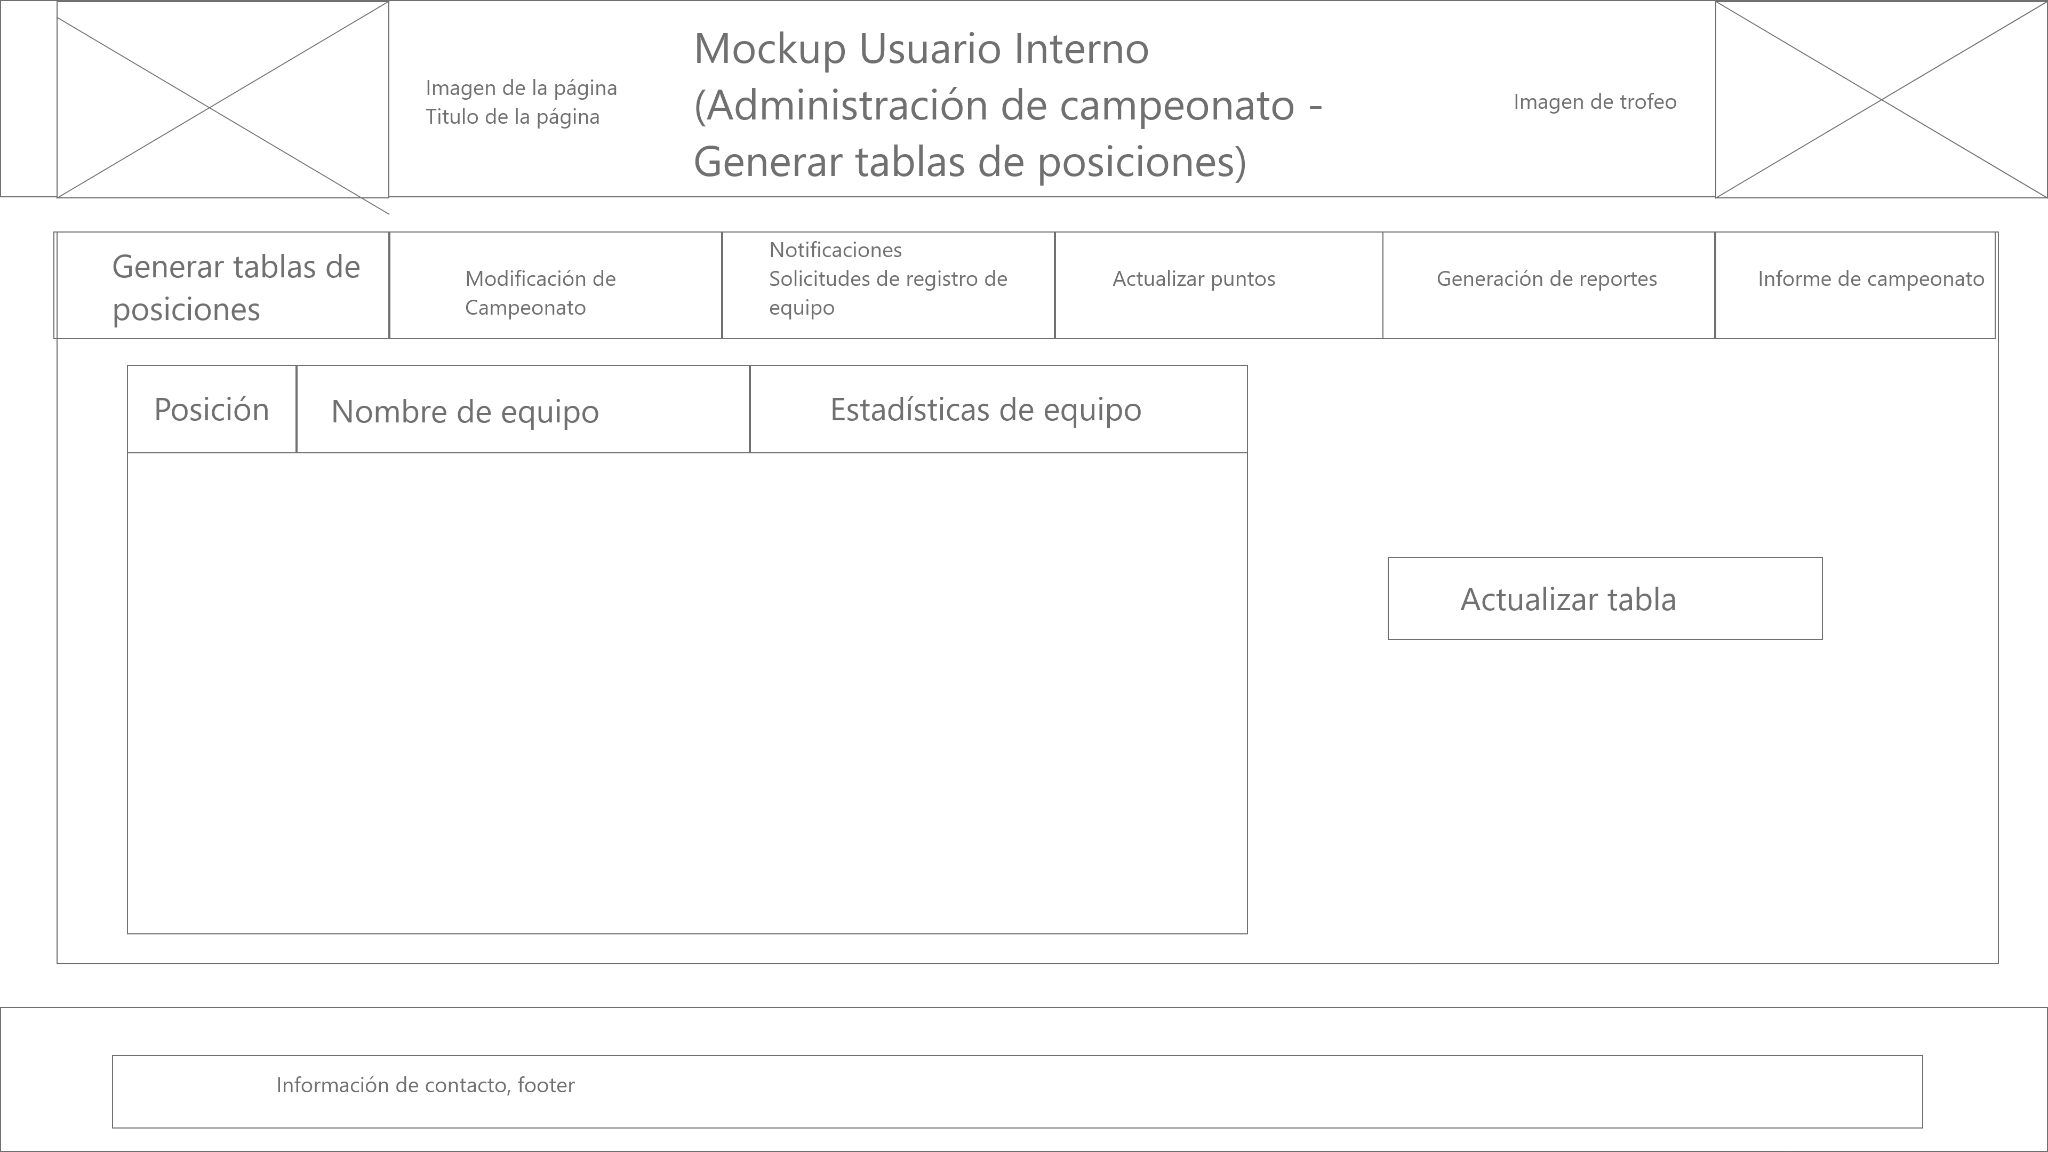 Imagen de la página
Titulo de la página
Mockup Usuario Interno
(Administración de campeonato -
Generar tablas de posiciones)
Imagen de trofeo
Generar tablas de
posiciones
Modificación de
Campeonato
Notificaciones
Solicitudes de registro de
equipo
Actualizar puntos
Generación de reportes
Informe de campeonato
Posición
Nombre de equipo
Estadísticas de equipo
Actualizar tabla
Información de contacto, footer